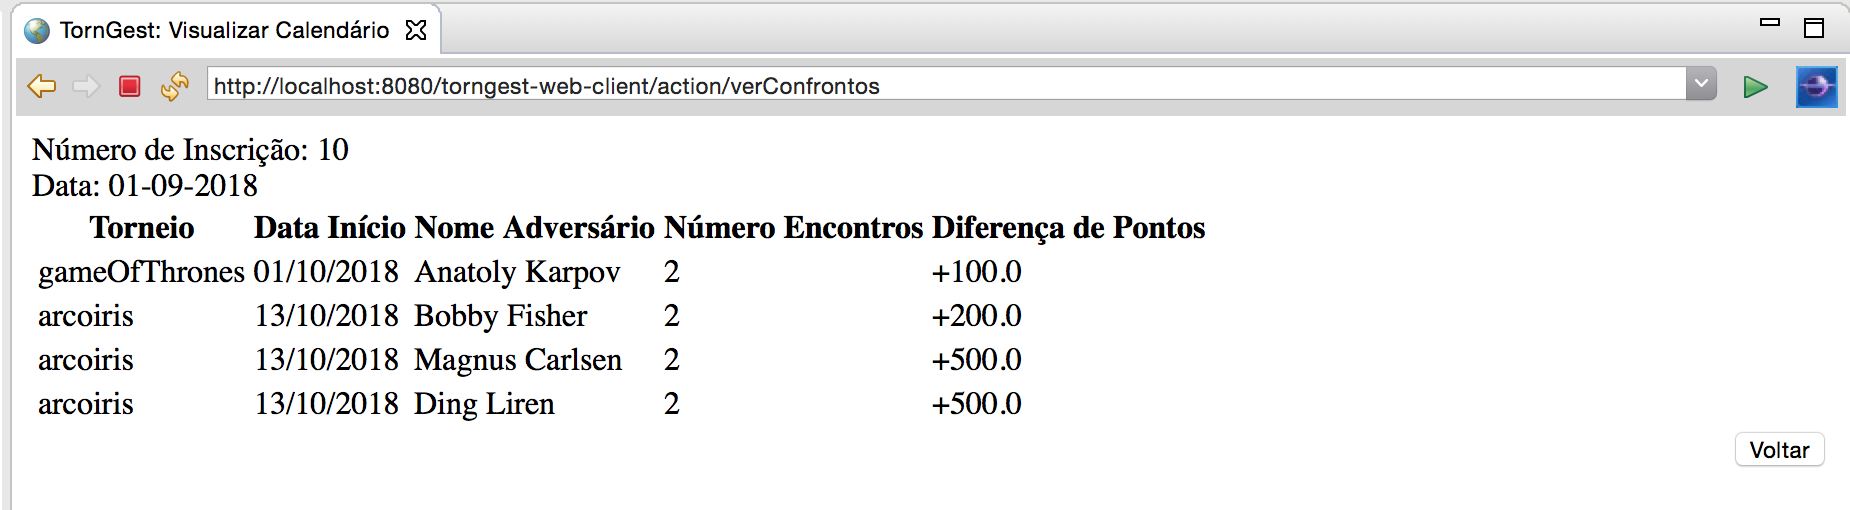 TornGest: Visualizar Calendário
http://localhost:8080/torngest-web-client/action/verConfrontos
Número de Inscrição: 10
Data: 01-09-2018
Torneio Data Início Nome Adversário Número Encontros Diferença de Pontos
gameOfThrones 01/10/2018 Anatoly Karpov 2 +100.0
arcoiris 13/10/2018 Bobby Fisher 2 +200.0
arcoiris 13/10/2018 Magnus Carlsen 2 +500.0
arcoiris 13/10/2018 Ding Liren 2 +500.0
Voltar